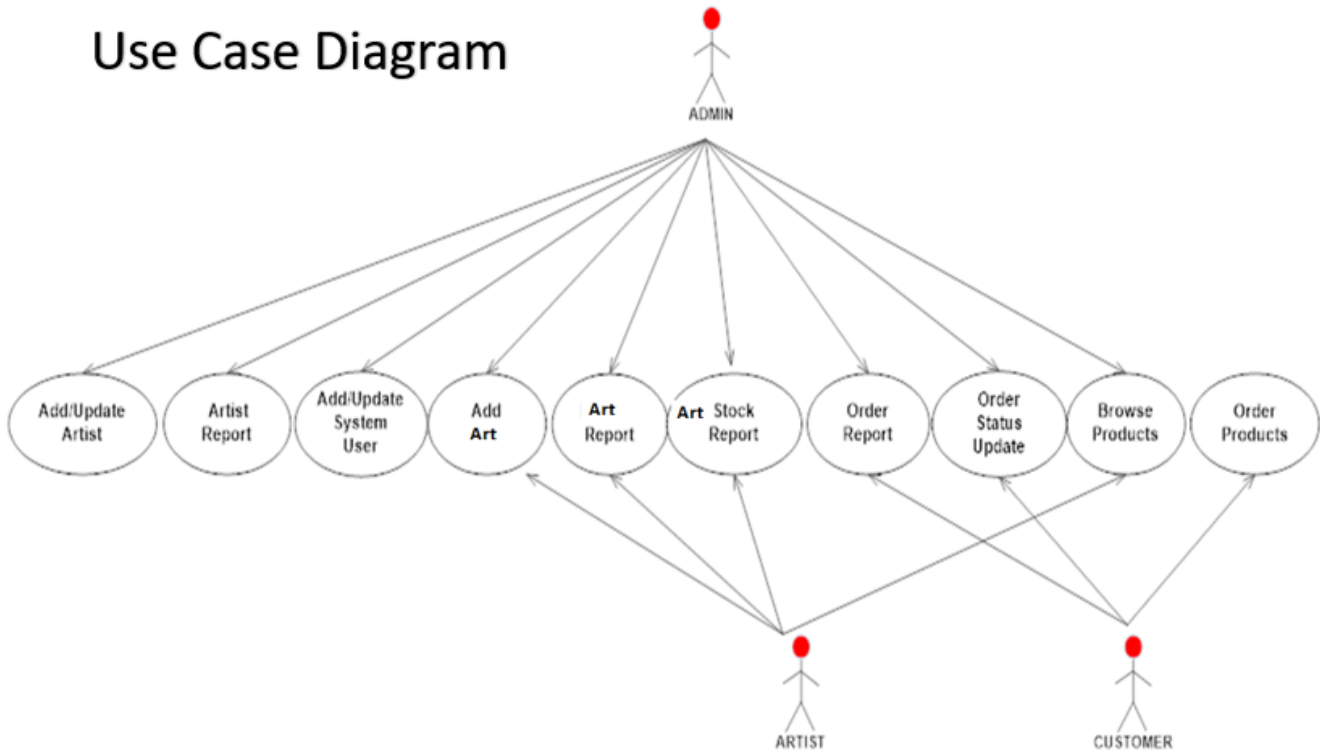 Use Case Diagram
ADMIN
Add/Update
Artist
Artist
Report
Add/Update
System
User
Add
Art
Art
Report
Art Stock
Report
Order
Report
Order
Status
Update
Browse
Products
Order
Products
ARTIST
CUSTOMER